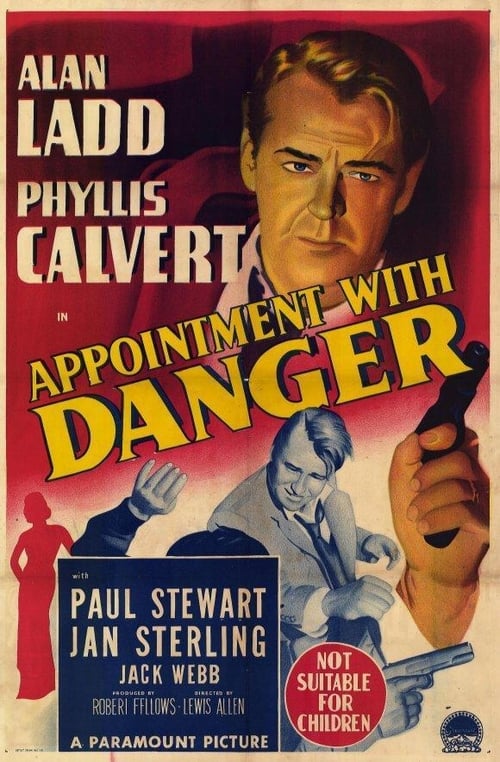 ALAN
LADD
PHYLLIS
CALVERT
IN
APPOINTMENT WITH
DANGER
with
PAUL STEWART
JAN STERLING
JACK WEBB
PRODUCED BY DIRECTED BY
ROBERT FELLOWS · LEWIS ALLEN
A PARAMOUNT PICTURE
NOT
SUITABLE
FOR
CHILDREN